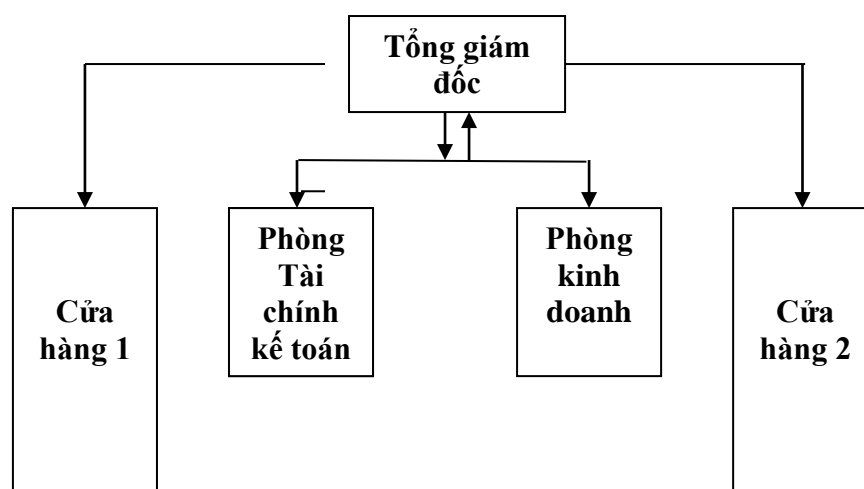 Tổng giám
đốc
Cửa
hàng 1
Phòng
Tài
chính
kế toán
Phòng
kinh
doanh
Cửa
hàng 2